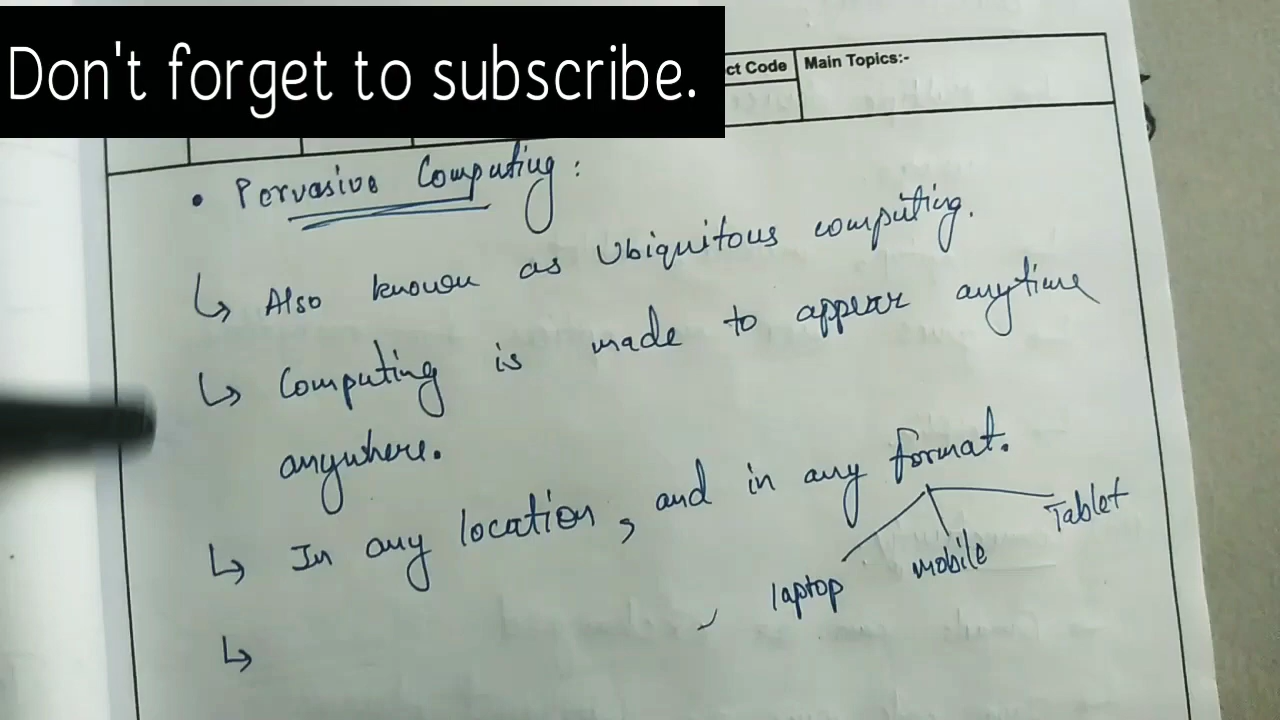 Don't forget to subscribe.
ct Code
Main Topics:-
• Pervasive Computing:
↳ Also known as Ubiquitous computing.
↳ Computing is made to appear anytime
anywhere.
↳ In any location, and in any format.
laptop mobile Tablet
↳